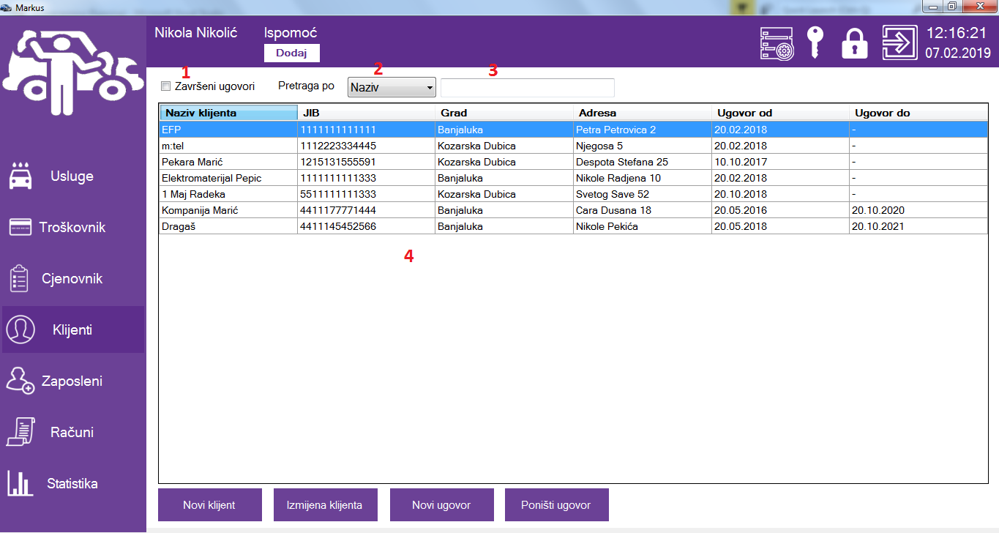 Markus
Nikola Nikolić Ispomoć 12:16:21
Dodaj 07.02.2019
1 2 3
Završeni ugovori Pretraga po Naziv
Naziv klijenta JIB Grad Adresa Ugovor od Ugovor do
EFP 1111111111111 Banjaluka Petra Petrovica 2 20.02.2018 -
m:tel 1112223334445 Kozarska Dubica Njegosa 5 20.02.2018 -
Pekara Marić 1215131555591 Kozarska Dubica Despota Stefana 25 10.10.2017 -
Elektromaterijal Pepic 1111111111333 Banjaluka Nikole Radjena 10 20.02.2018 -
1 Maj Radeka 5511111111333 Kozarska Dubica Svetog Save 52 20.10.2018 -
Kompanija Marić 4411177771444 Banjaluka Cara Dusana 18 20.05.2016 20.10.2020
Dragaš 4411145452566 Banjaluka Nikole Pekića 20.05.2018 20.10.2021
4
Usluge
Troškovnik
Cjenovnik
Klijenti
Zaposleni
Računi
Statistika
Novi klijent Izmijena klijenta Novi ugovor Poništi ugovor